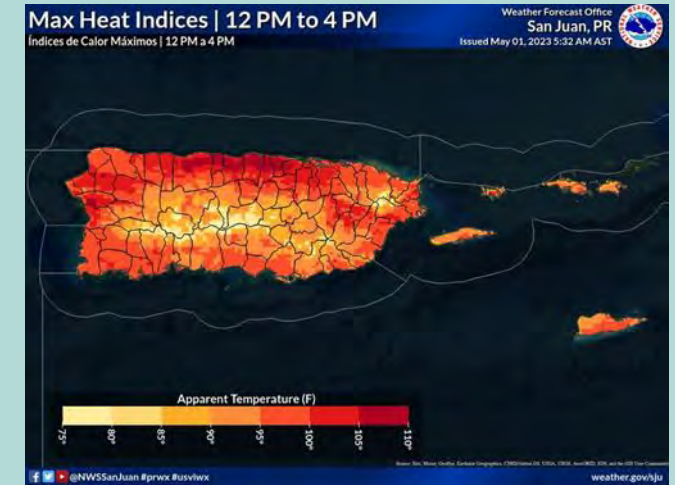 Max Heat Indices | 12 PM to 4 PM
Índices de Calor Máximos | 12 PM a 4 PM
Weather Forecast Office
San Juan, PR
Issued May 01, 2023 5:32 AM AST
Apparent Temperature (F)
75° 80° 85° 90° 95° 100° 105° 110°
@NWSSanJuan #prwx #usviwx
weather.gov/sju